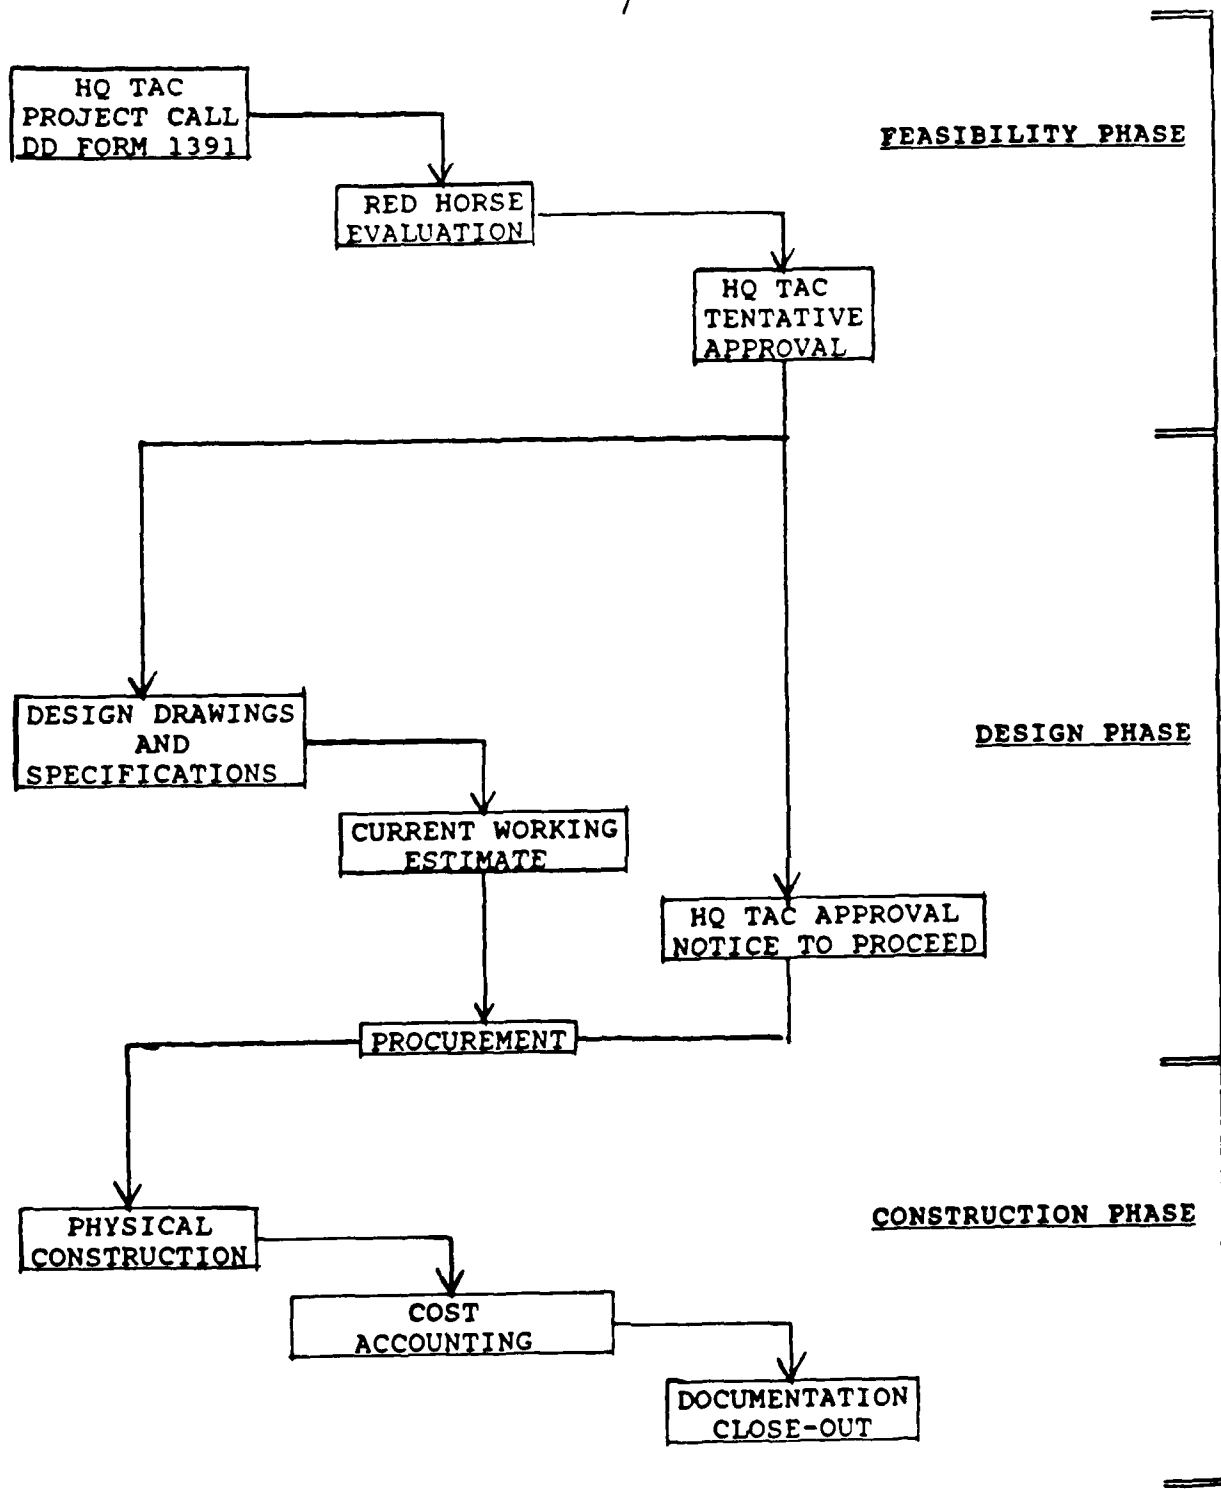 HQ TAC
PROJECT CALL
DD FORM 1391
FEASIBILITY PHASE
RED HORSE
EVALUATION
HQ TAC
TENTATIVE
APPROVAL
DESIGN DRAWINGS
AND
SPECIFICATIONS
DESIGN PHASE
CURRENT WORKING
ESTIMATE
HQ TAC APPROVAL
NOTICE TO PROCEED
PROCUREMENT
PHYSICAL
CONSTRUCTION
CONSTRUCTION PHASE
COST
ACCOUNTING
DOCUMENTATION
CLOSE-OUT